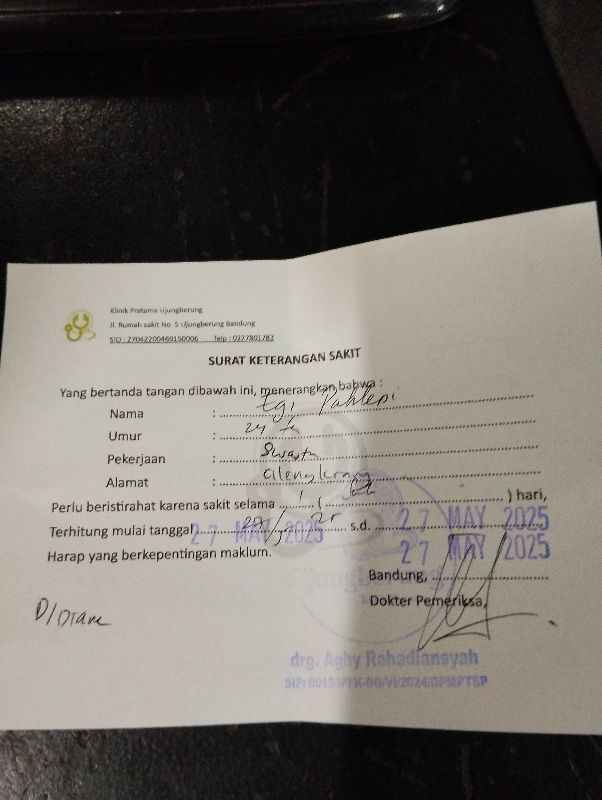 Klinik Pratama Ujungberung
Jl. Rumah sakit No. 5 Ujungberung Bandung
SIO : 27042200469150006 Telp : 0227801782
SURAT KETERANGAN SAKIT
Yang bertanda tangan dibawah ini, menerangkan bahwa :
Nama : Egi Pahlepi
Umur : 24 th
Pekerjaan : Swasta
Alamat : Cilengkrang
Perlu beristirahat karena sakit selama 1 ( ) hari,
Terhitung mulai tanggal 27 MAY 2025 s.d. 27 MAY 2025
Harap yang berkepentingan maklum.
27 MAY 2025
Bandung,
Dokter Pemeriksa,
D/Diare
Ujungberung
drg. Aghy Rahadiansyah